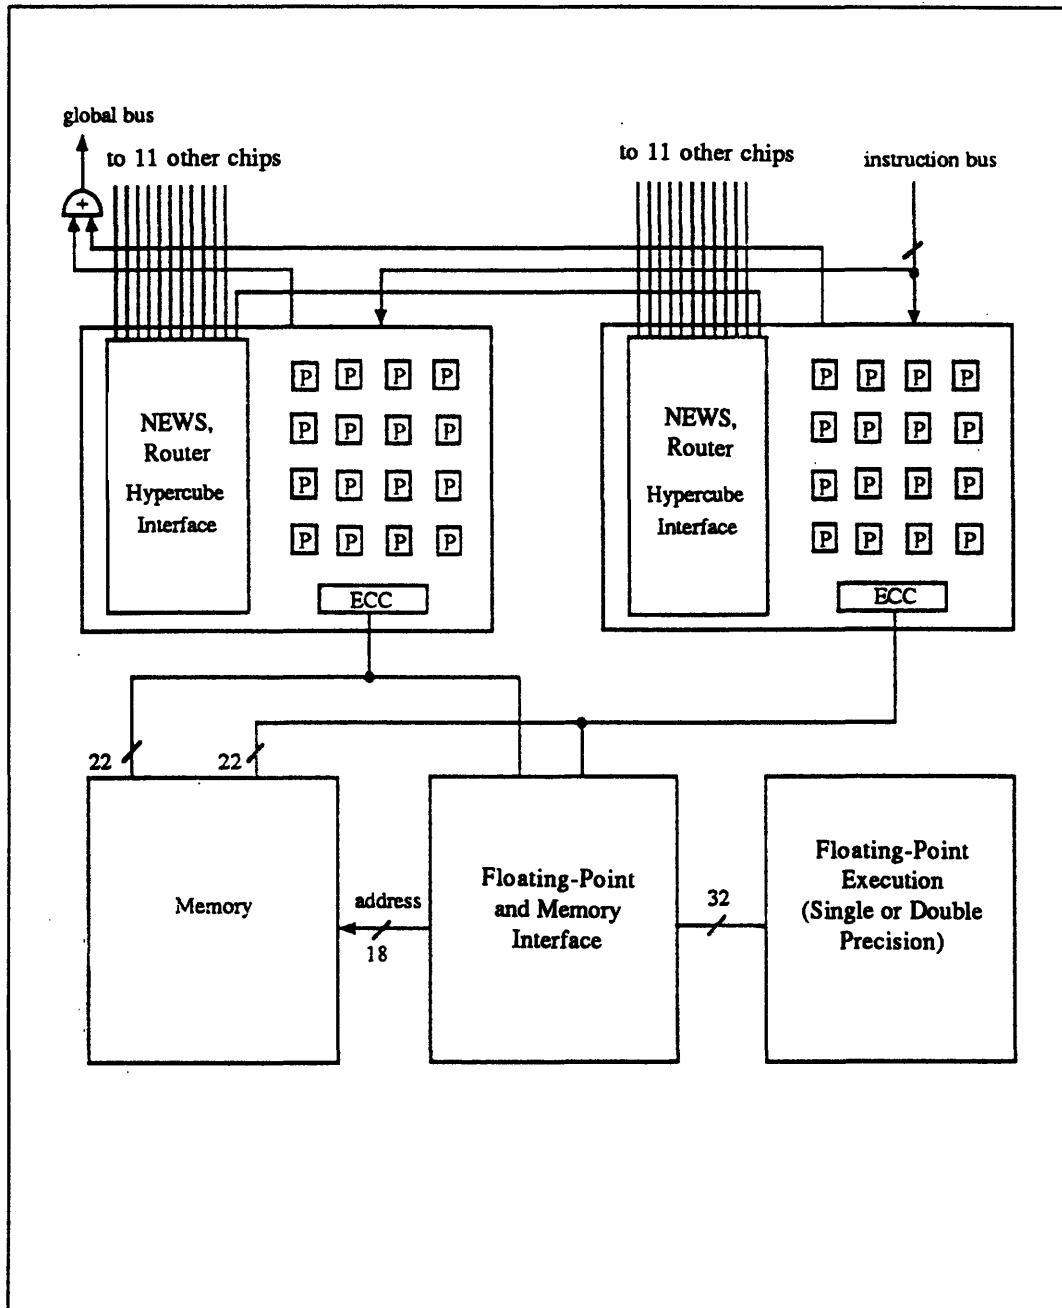 global bus
to 11 other chips
to 11 other chips
instruction bus
+
P P P P
P P P P
NEWS,
Router
Hypercube
Interface
P P P P
P P P P
NEWS,
Router
Hypercube
Interface
P P P P
P P P P
P P P P
P P P P
ECC
ECC
22
22
Memory
address
18
Floating-Point
and Memory
Interface
32
Floating-Point
Execution
(Single or Double
Precision)